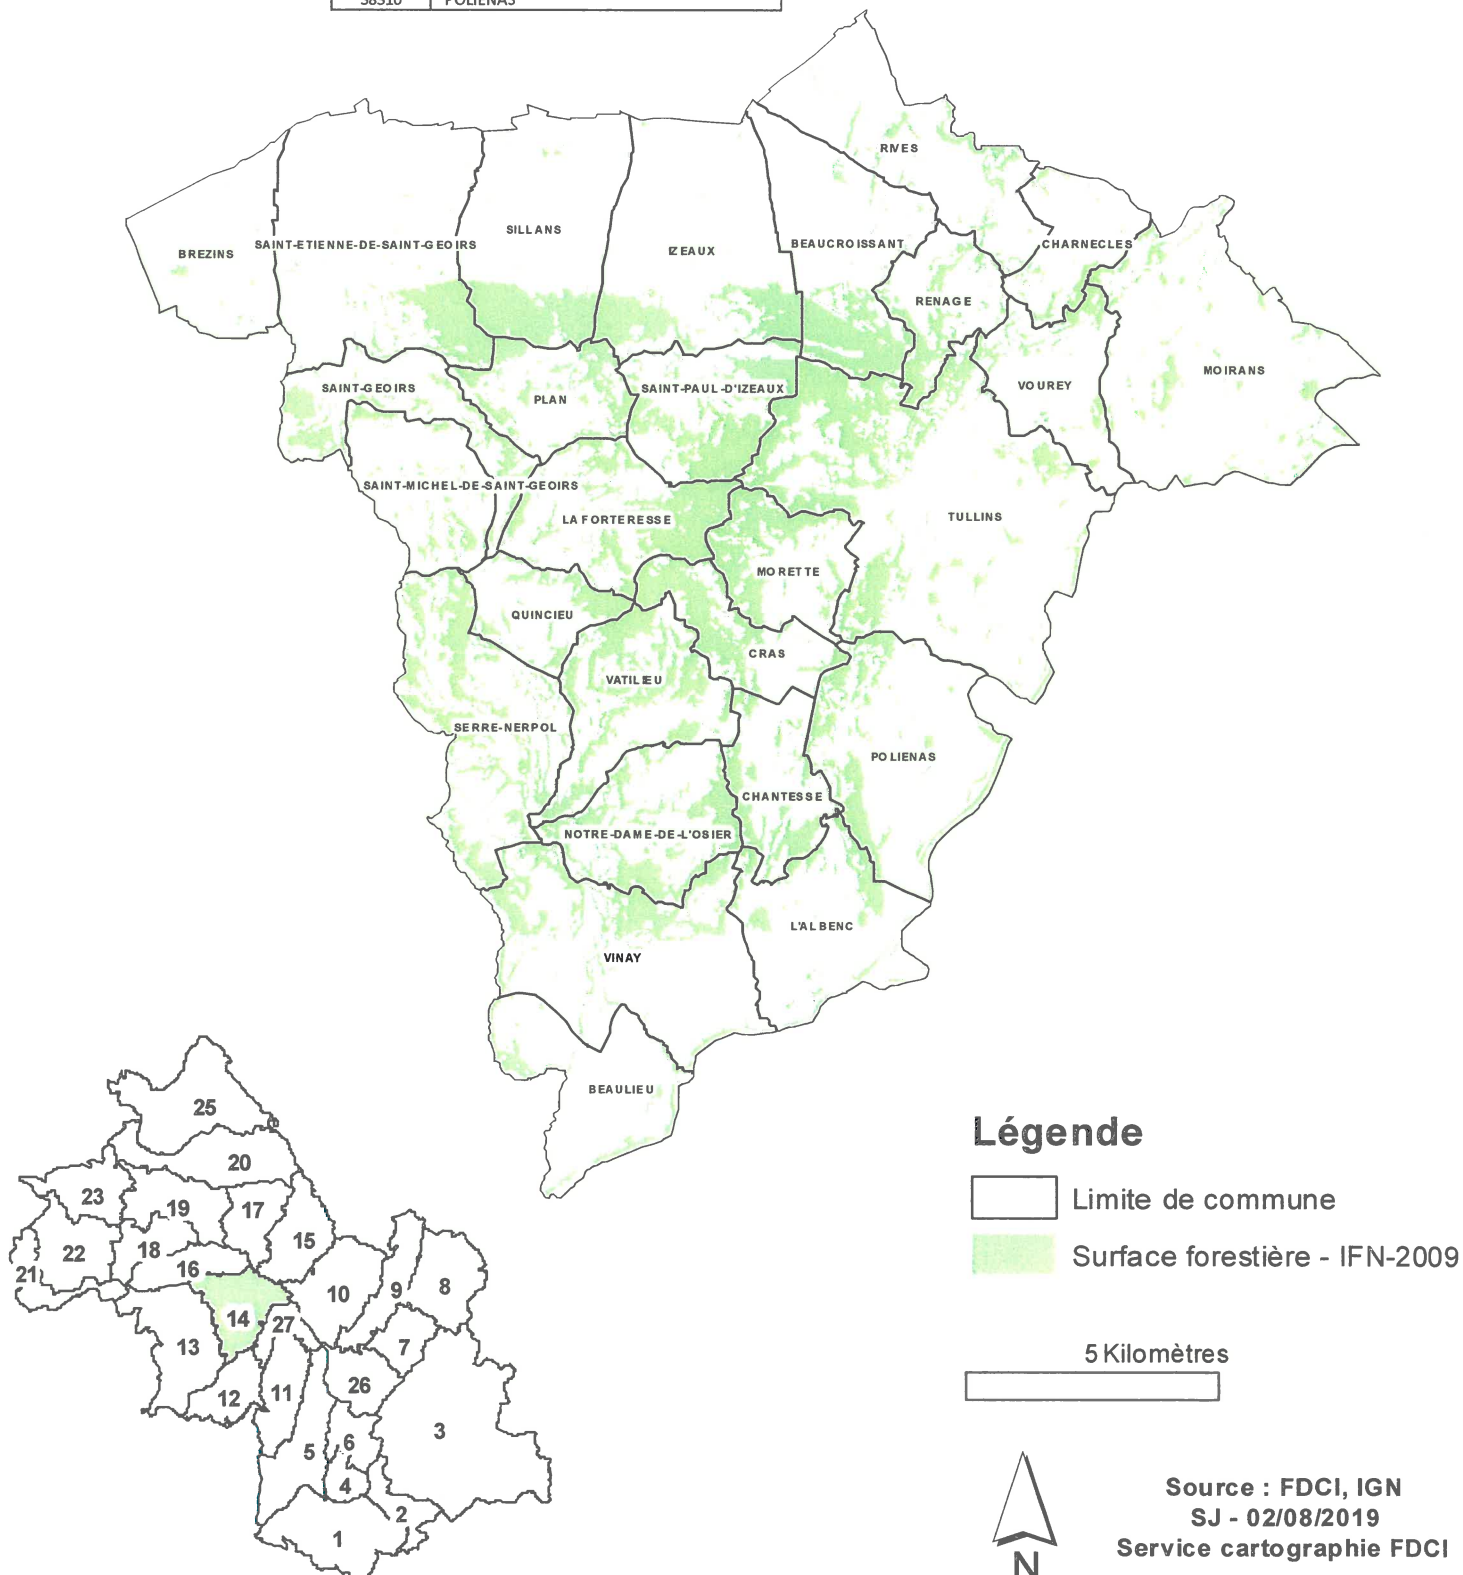 38310 POLIENAS
RIVES
SAINT-ETIENNE-DE-SAINT-GEOIRS
SILLANS
BEAUCROISSANT
CHARNECLES
BREZINS
IZEAUX
RENAGE
MOIRANS
SAINT-GEOIRS
SAINT-PAUL-D'IZEAUX
VOUREY
PLAN
SAINT-MICHEL-DE-SAINT-GEOIRS
LA FORTERESSE
TULLINS
MORETTE
QUINCIEU
CRAS
VATILIEU
SERRE-NERPOL
POLIENAS
CHANTESSE
NOTRE-DAME-DE-L'OSIER
L'ALBENC
VINAY
BEAULIEU
25
20
23
19
17
15
22
18
21
16
10
9
8
14
27
13
7
12
11
26
3
5
6
4
2
1
Légende
Limite de commune
Surface forestière - IFN-2009
5 Kilomètres
N
Source : FDCI, IGN
SJ - 02/08/2019
Service cartographie FDCI